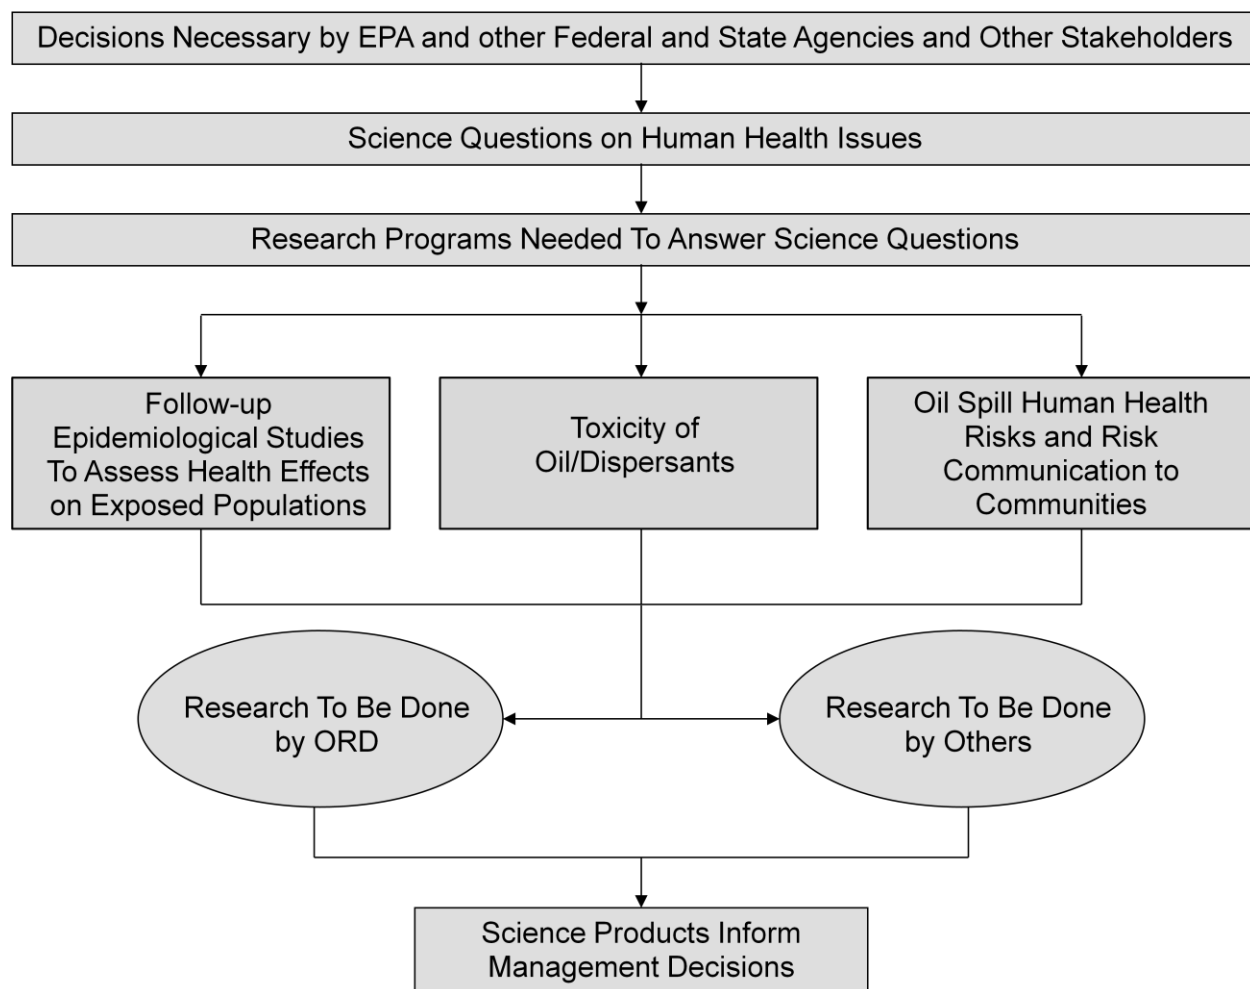 Decisions Necessary by EPA and other Federal and State Agencies and Other Stakeholders
Science Questions on Human Health Issues
Research Programs Needed To Answer Science Questions
Follow-up
Epidemiological Studies
To Assess Health Effects
on Exposed Populations
Toxicity of
Oil/Dispersants
Oil Spill Human Health
Risks and Risk
Communication to
Communities
Research To Be Done
by ORD
Research To Be Done
by Others
Science Products Inform
Management Decisions